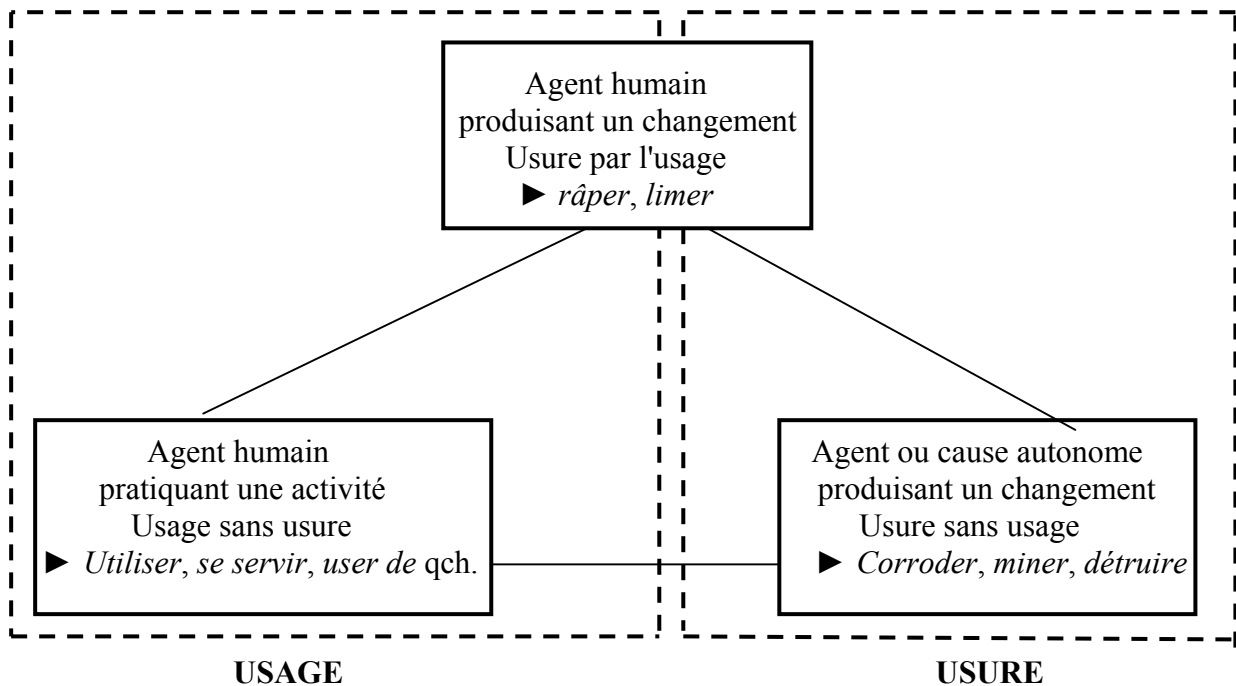 Agent humain
produisant un changement
Usure par l'usage
► râper, limer
Agent humain
pratiquant une activité
Usage sans usure
► Utiliser, se servir, user de qch.
Agent ou cause autonome
produisant un changement
Usure sans usage
► Corroder, miner, détruire
USAGE
USURE